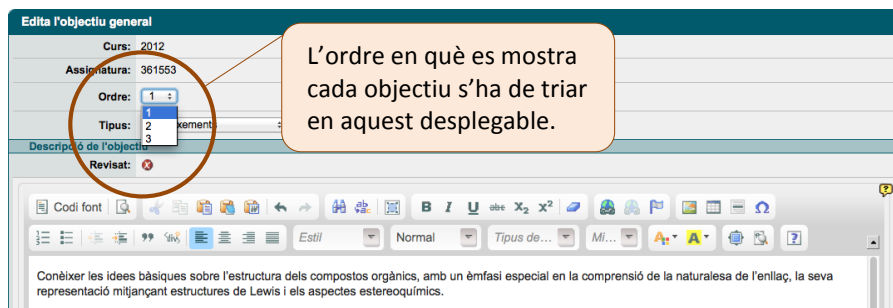 Edita l'objectiu general
Curs: 2012
L’ordre en què es mostra
cada objectiu s’ha de triar
en aquest desplegable.
Assignatura: 361553
Ordre: 1
1
2
3
Tipus: xements
Descripció de l'objectiu
Revisat:
Codi font
B I U abc X₂ X²
Estil Normal Tipus de... Mi... A A
Conèixer les idees bàsiques sobre l’estructura dels compostos orgànics, amb un èmfasi especial en la comprensió de la naturalesa de l’enllaç, la seva
representació mitjançant estructures de Lewis i els aspectes estereoquímics.